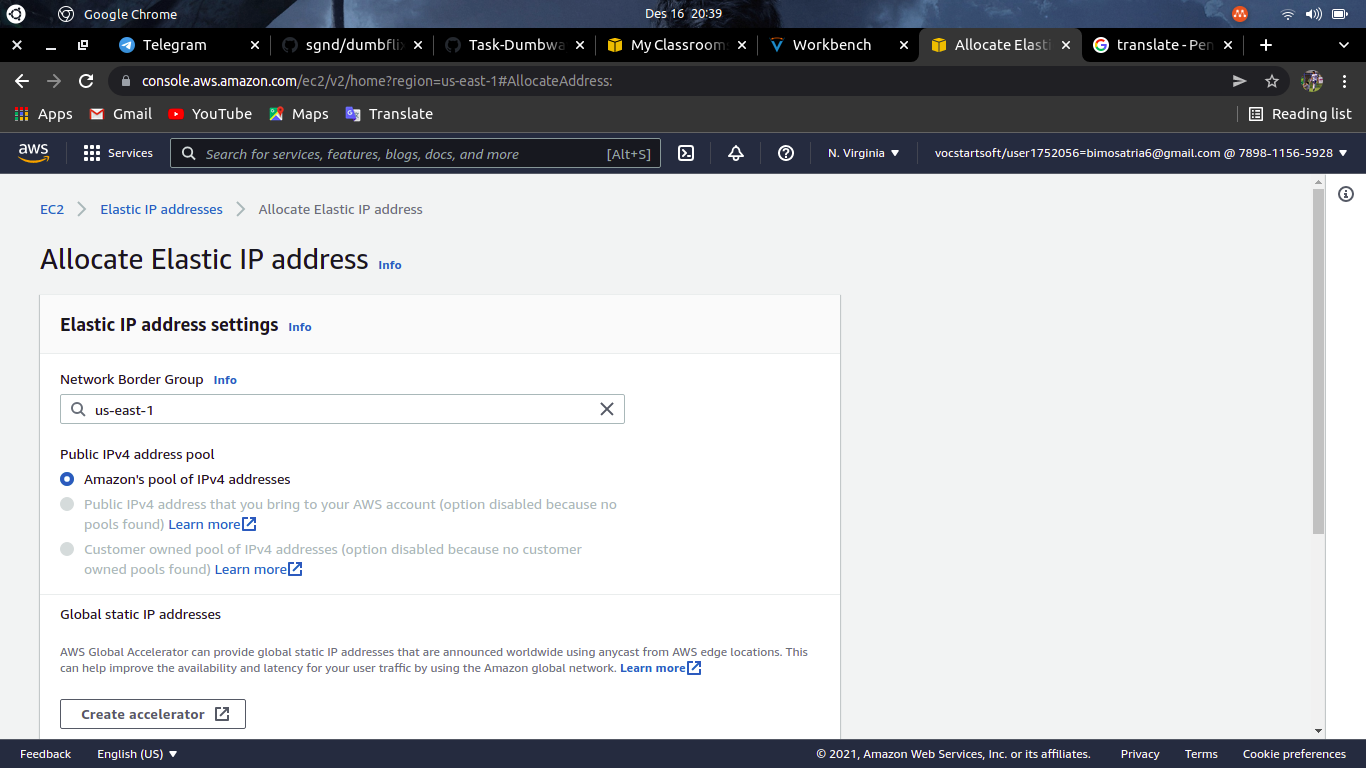 Google Chrome
Des 16 20:39
Telegram
sgnd/dumbflix
Task-Dumbwa
My Classrooms
Workbench
Allocate Elasti
translate - Pen
console.aws.amazon.com/ec2/v2/home?region=us-east-1#AllocateAddress:
Apps
Gmail
YouTube
Maps
Translate
Reading list
aws
Services
Search for services, features, blogs, docs, and more
[Alt+S]
N. Virginia
vocstartsoft/user1752056=bimosatria6@gmail.com @ 7898-1156-5928
EC2
Elastic IP addresses
Allocate Elastic IP address
Allocate Elastic IP address Info
Elastic IP address settings Info
Network Border Group Info
us-east-1
Public IPv4 address pool
Amazon's pool of IPv4 addresses
Public IPv4 address that you bring to your AWS account (option disabled because no
pools found) Learn more
Customer owned pool of IPv4 addresses (option disabled because no customer
owned pools found) Learn more
Global static IP addresses
AWS Global Accelerator can provide global static IP addresses that are announced worldwide using anycast from AWS edge locations. This
can help improve the availability and latency for your user traffic by using the Amazon global network. Learn more
Create accelerator
Feedback
English (US)
© 2021, Amazon Web Services, Inc. or its affiliates.
Privacy
Terms
Cookie preferences